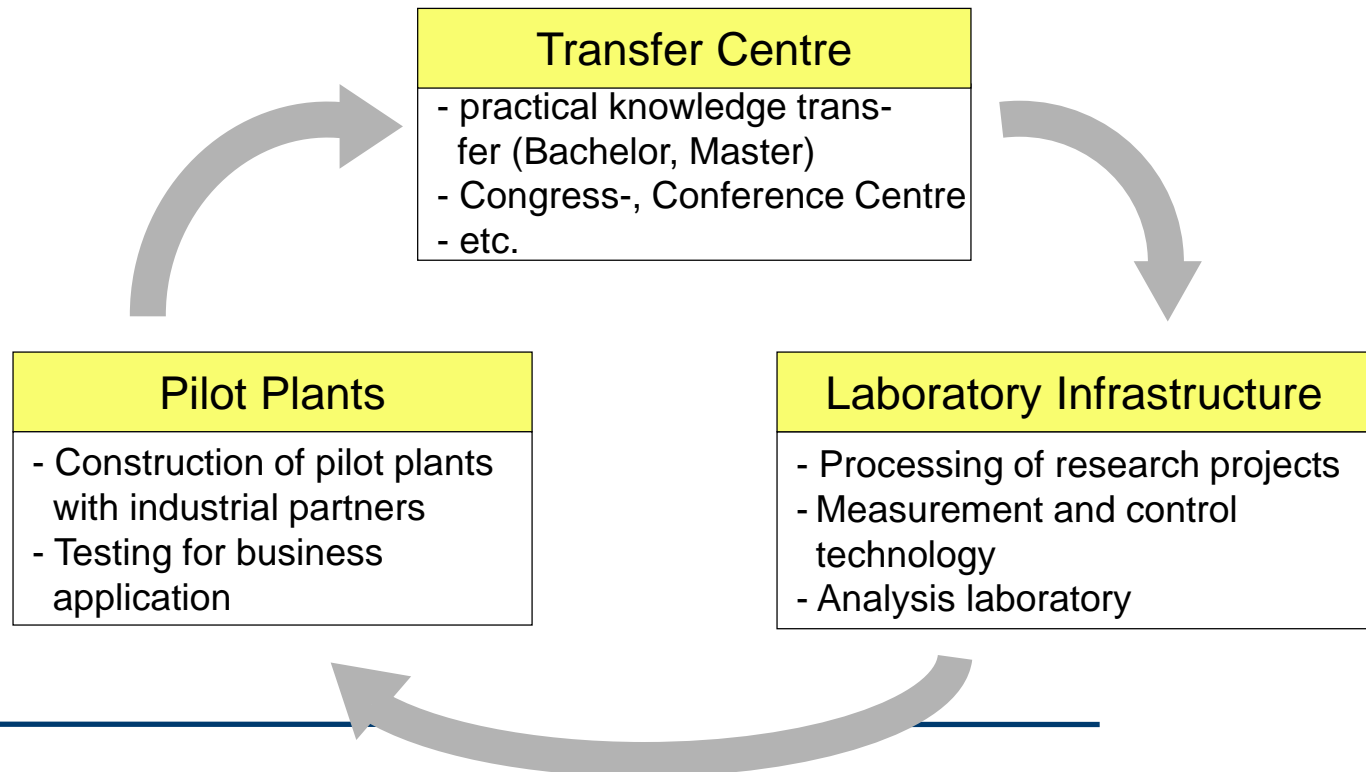 Transfer Centre
- practical knowledge trans-
fer (Bachelor, Master)
- Congress-, Conference Centre
- etc.
Pilot Plants
- Construction of pilot plants
with industrial partners
- Testing for business
application
Laboratory Infrastructure
- Processing of research projects
- Measurement and control
technology
- Analysis laboratory